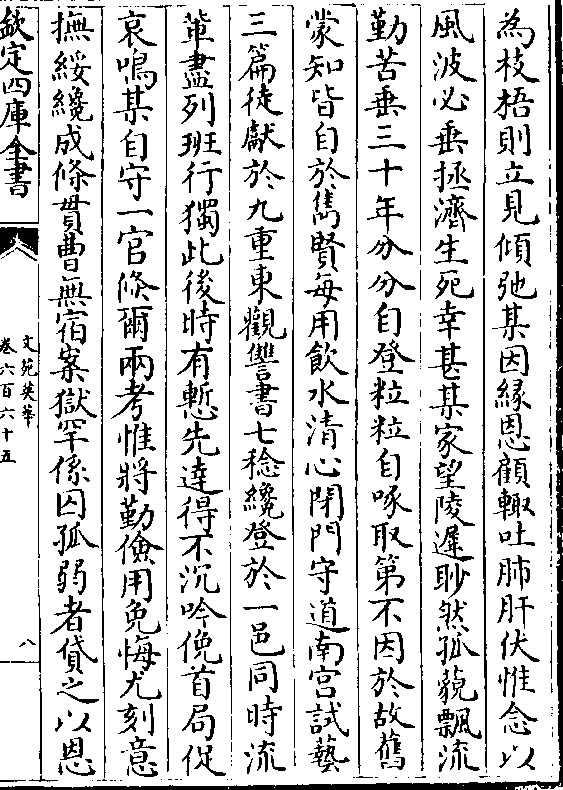 為枝梧則立見傾弛某因縁恩顧輙吐肺肝伏惟念以
風波必垂拯濟生死幸甚某家望陵遲眇然孤藐飄流
勤苦垂三十年分分自登粒粒自啄取第不因於故舊
蒙知皆自於雋賢每用飲水清心閉門守道南宫試藝
三篇徒獻於九重東觀讐書七稔纔登於一邑同時流
輩盡列班行獨此後時有慙先達得不沉吟俛首局促
哀鳴某自守一官倐爾兩考惟將勤儉用免悔尤刻意
撫綏纔成條貫曹無宿案獄罕係囚孤弱者貸之以恩
欽定四庫全書
文苑英華
卷六百六十五
八